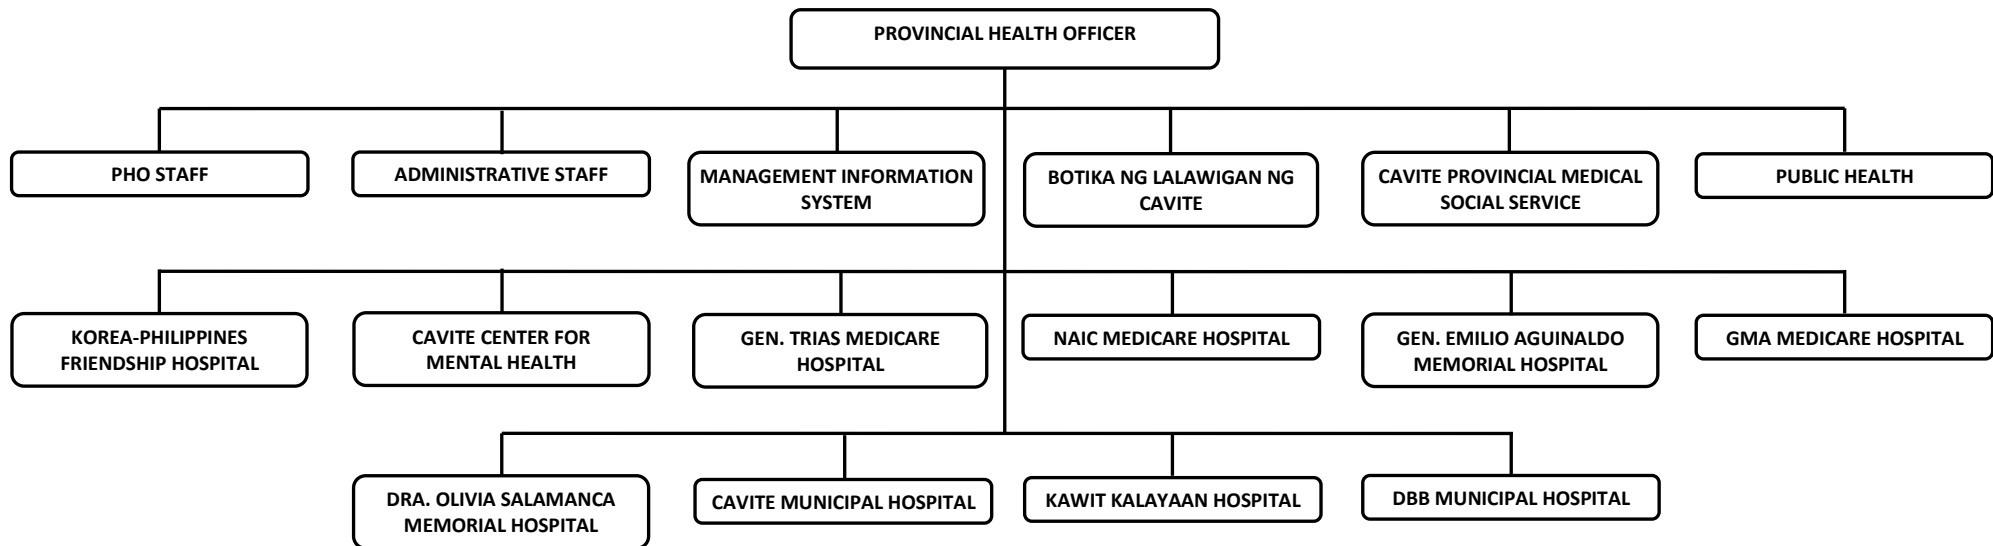 PROVINCIAL HEALTH OFFICER
PHO STAFF
ADMINISTRATIVE STAFF
MANAGEMENT INFORMATION
SYSTEM
BOTIKA NG LALAWIGAN NG
CAVITE
CAVITE PROVINCIAL MEDICAL
SOCIAL SERVICE
PUBLIC HEALTH
KOREA-PHILIPPINES
FRIENDSHIP HOSPITAL
CAVITE CENTER FOR
MENTAL HEALTH
GEN. TRIAS MEDICARE
HOSPITAL
NAIC MEDICARE HOSPITAL
GEN. EMILIO AGUINALDO
MEMORIAL HOSPITAL
GMA MEDICARE HOSPITAL
DRA. OLIVIA SALAMANCA
MEMORIAL HOSPITAL
CAVITE MUNICIPAL HOSPITAL
KAWIT KALAYAAN HOSPITAL
DBB MUNICIPAL HOSPITAL